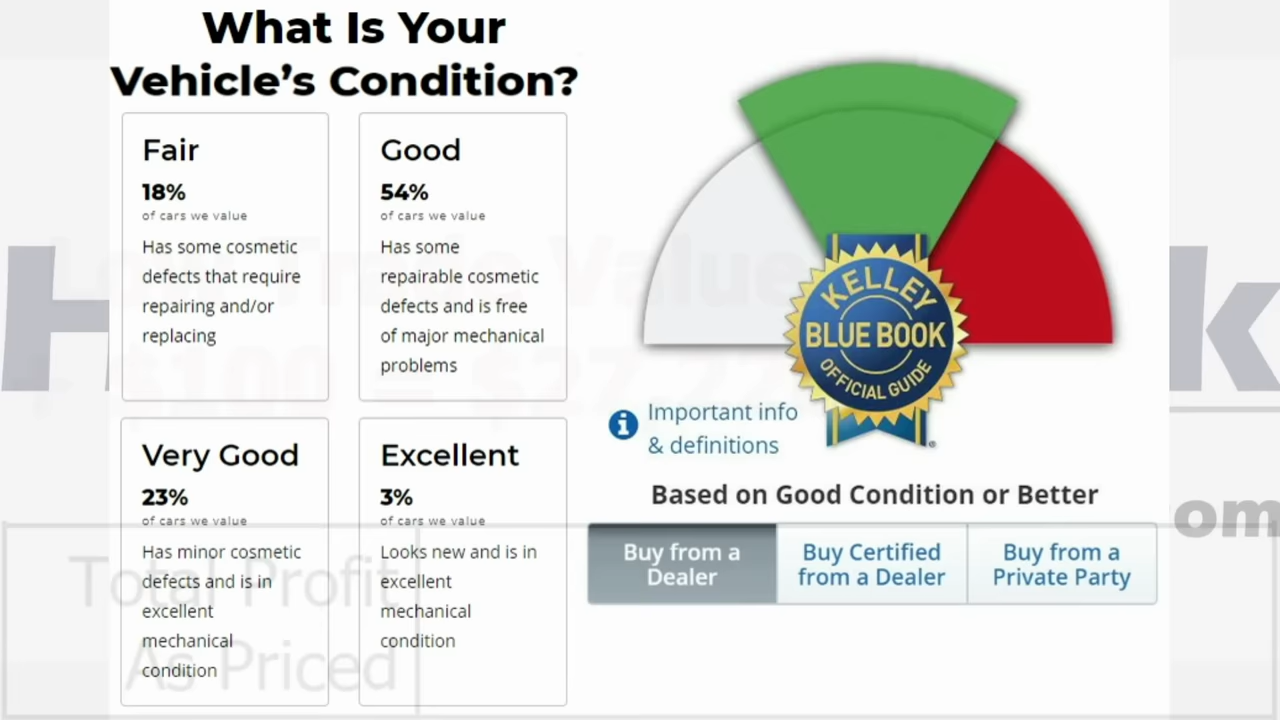 What Is Your
Vehicle’s Condition?
Fair
18%
of cars we value
Has some cosmetic
defects that require
repairing and/or
replacing
Good
54%
of cars we value
Has some
repairable cosmetic
defects and is free
of major mechanical
problems
Very Good
23%
of cars we value
Has minor cosmetic
defects and is in
excellent
mechanical
condition
Excellent
3%
of cars we value
Looks new and is in
excellent
mechanical
condition
KELLEY
BLUE BOOK
OFFICIAL GUIDE
Important info
& definitions
Based on Good Condition or Better
Buy from a
Dealer
Buy Certified
from a Dealer
Buy from a
Private Party
Total Profit
As Priced